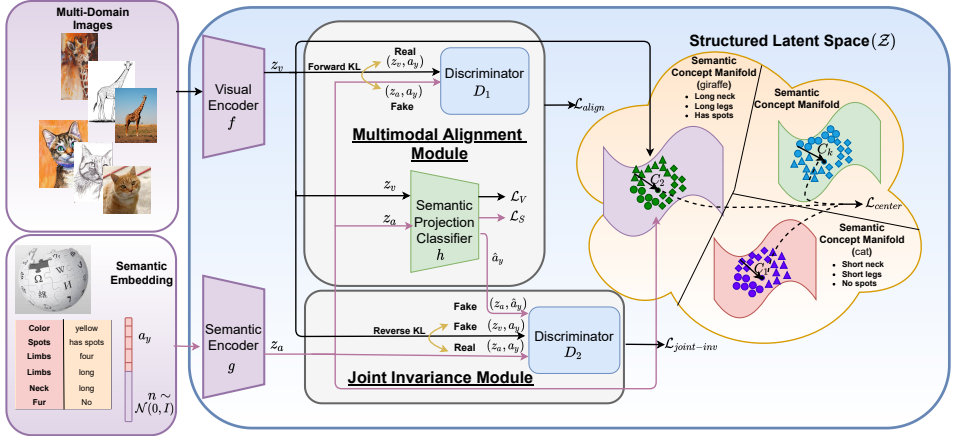 Multi-Domain
Images
Visual
Encoder
f
z_v
Forward KL
Real
(z_v, a_y)
(z_a, a_y)
Fake
Discriminator
D_1
L_align
Multimodal Alignment
Module
z_v
z_a
Semantic
Projection
Classifier
h
L_V
L_S
â_y
Structured Latent Space(Z)
Semantic
Concept Manifold
(giraffe)
• Long neck
• Long legs
• Has spots
Semantic
Concept Manifold
C_2
C_k
C_1
L_center
Semantic
Concept Manifold
(cat)
• Short neck
• Short legs
• No spots
Semantic
Embedding
Color yellow
Spots has spots
Limbs four
Limbs long
Neck long
Fur No
a_y
n ∼
N(0, I)
Semantic
Encoder
g
z_a
Fake (z_a, â_y)
Reverse KL Fake (z_v, a_y)
Real (z_a, a_y)
Discriminator
D_2
L_joint−inv
Joint Invariance Module